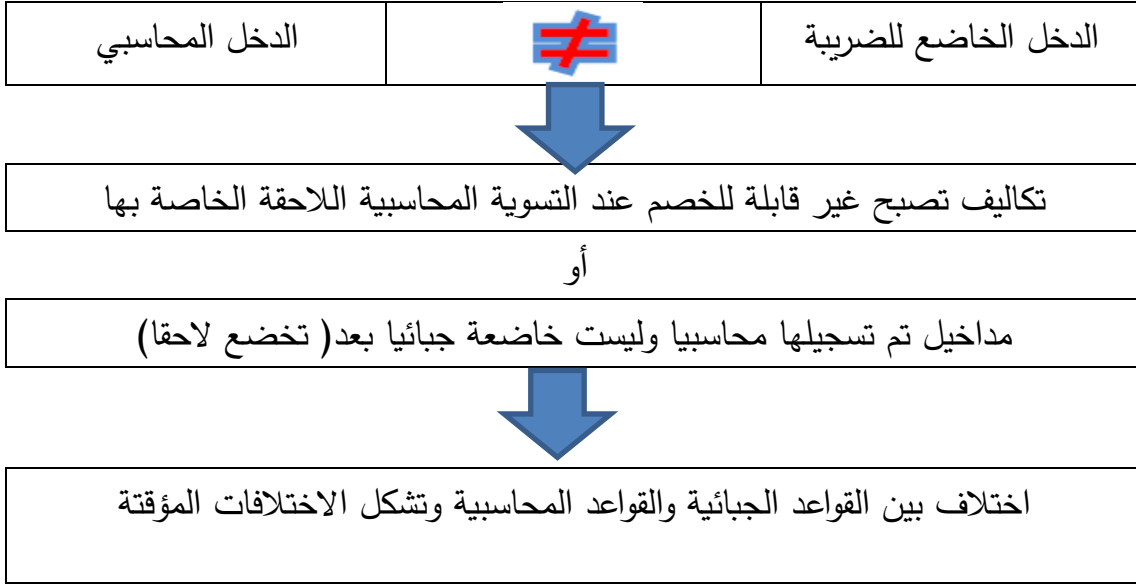 الدخل الخاضع للضريبة ≠ الدخل المحاسبي
تكاليف تصبح غير قابلة للخصم عند التسوية المحاسبية اللاحقة الخاصة بها
أو
مداخيل تم تسجيلها محاسبيا وليست خاضعة جبائيا بعد( تخضع لاحقا)
اختلاف بين القواعد الجبائية والقواعد المحاسبية وتشكل الاختلافات المؤقتة